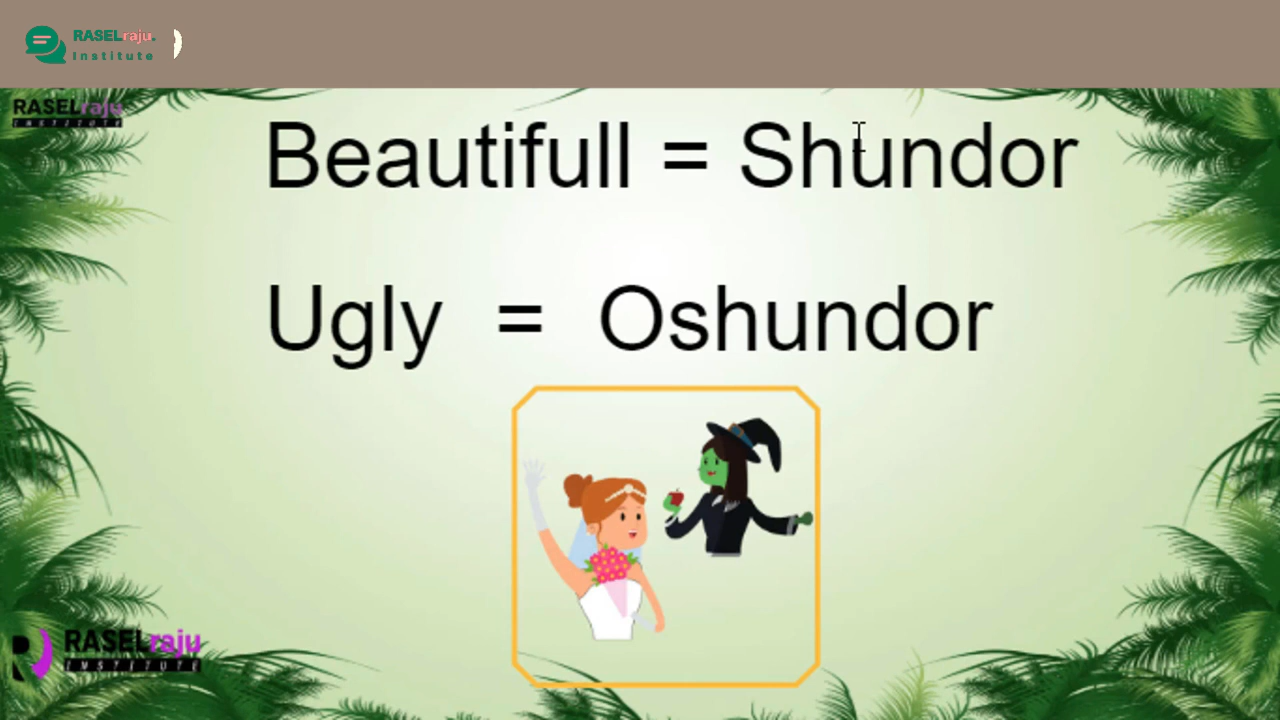 RASELraju.
Institute
RASELraju
INSTITUTE
Beautifull = Shundor
Ugly = Oshundor
RASELraju
INSTITUTE